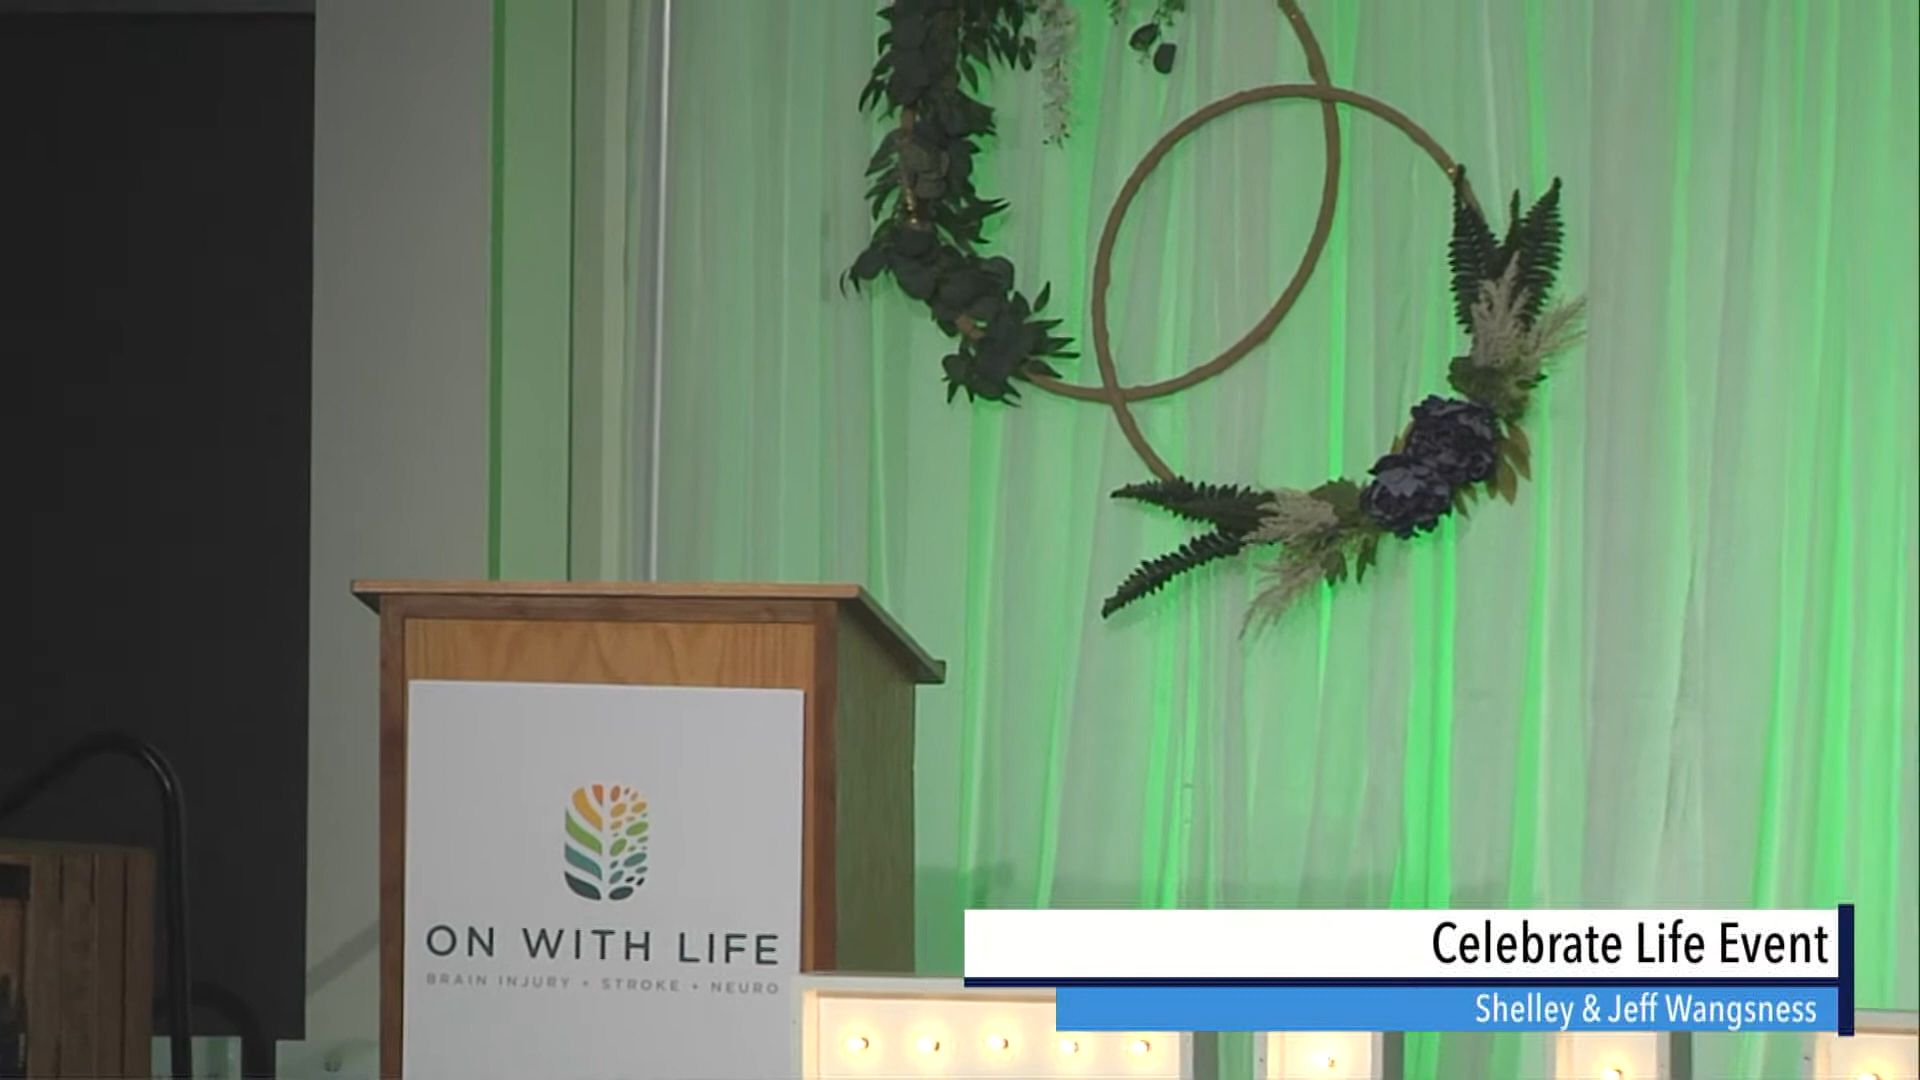 ON WITH LIFE
BRAIN INJURY • STROKE • NEURO
Celebrate Life Event
Shelley & Jeff Wangsness